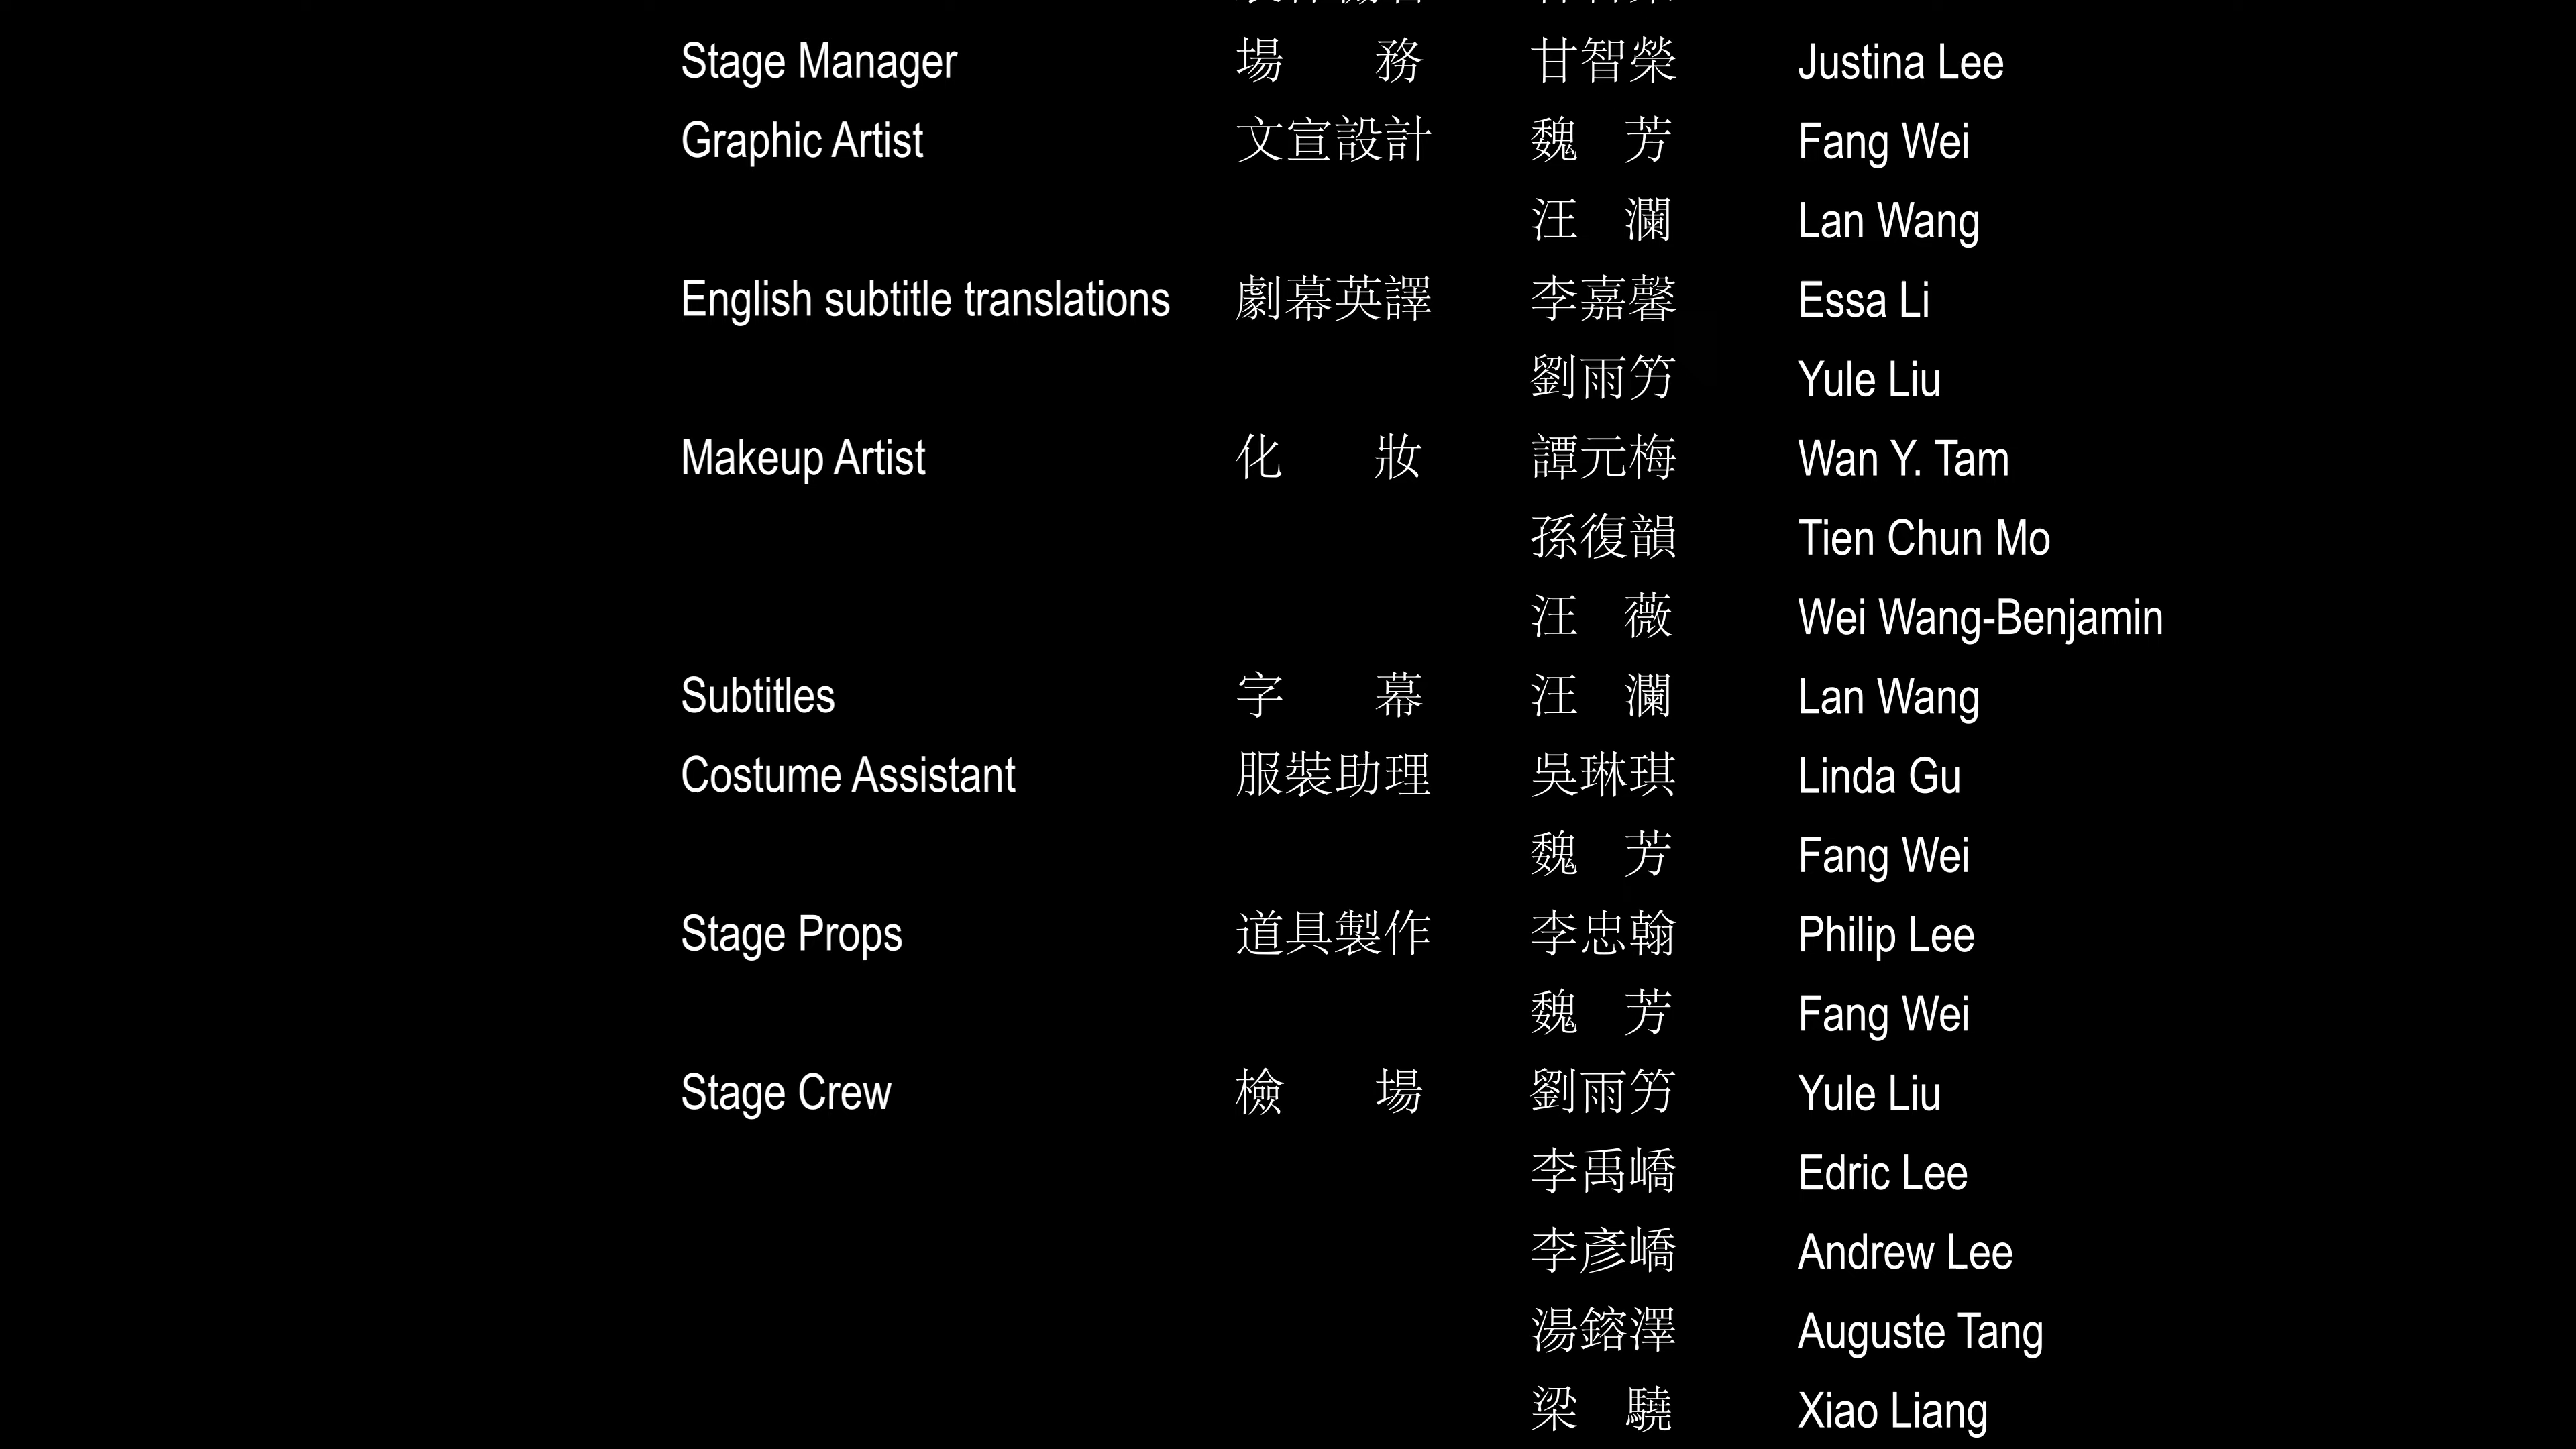 Stage Manager 場 務 甘智榮 Justina Lee
Graphic Artist 文宣設計 魏 芳 Fang Wei
汪 瀾 Lan Wang
English subtitle translations 劇幕英譯 李嘉馨 Essa Li
劉雨竻 Yule Liu
Makeup Artist 化 妝 譚元梅 Wan Y. Tam
孫復韻 Tien Chun Mo
汪 薇 Wei Wang-Benjamin
Subtitles 字 幕 汪 瀾 Lan Wang
Costume Assistant 服裝助理 吳琳琪 Linda Gu
魏 芳 Fang Wei
Stage Props 道具製作 李忠翰 Philip Lee
魏 芳 Fang Wei
Stage Crew 檢 場 劉雨竻 Yule Liu
李禹嶠 Edric Lee
李彥嶠 Andrew Lee
湯鎔澤 Auguste Tang
梁 驍 Xiao Liang